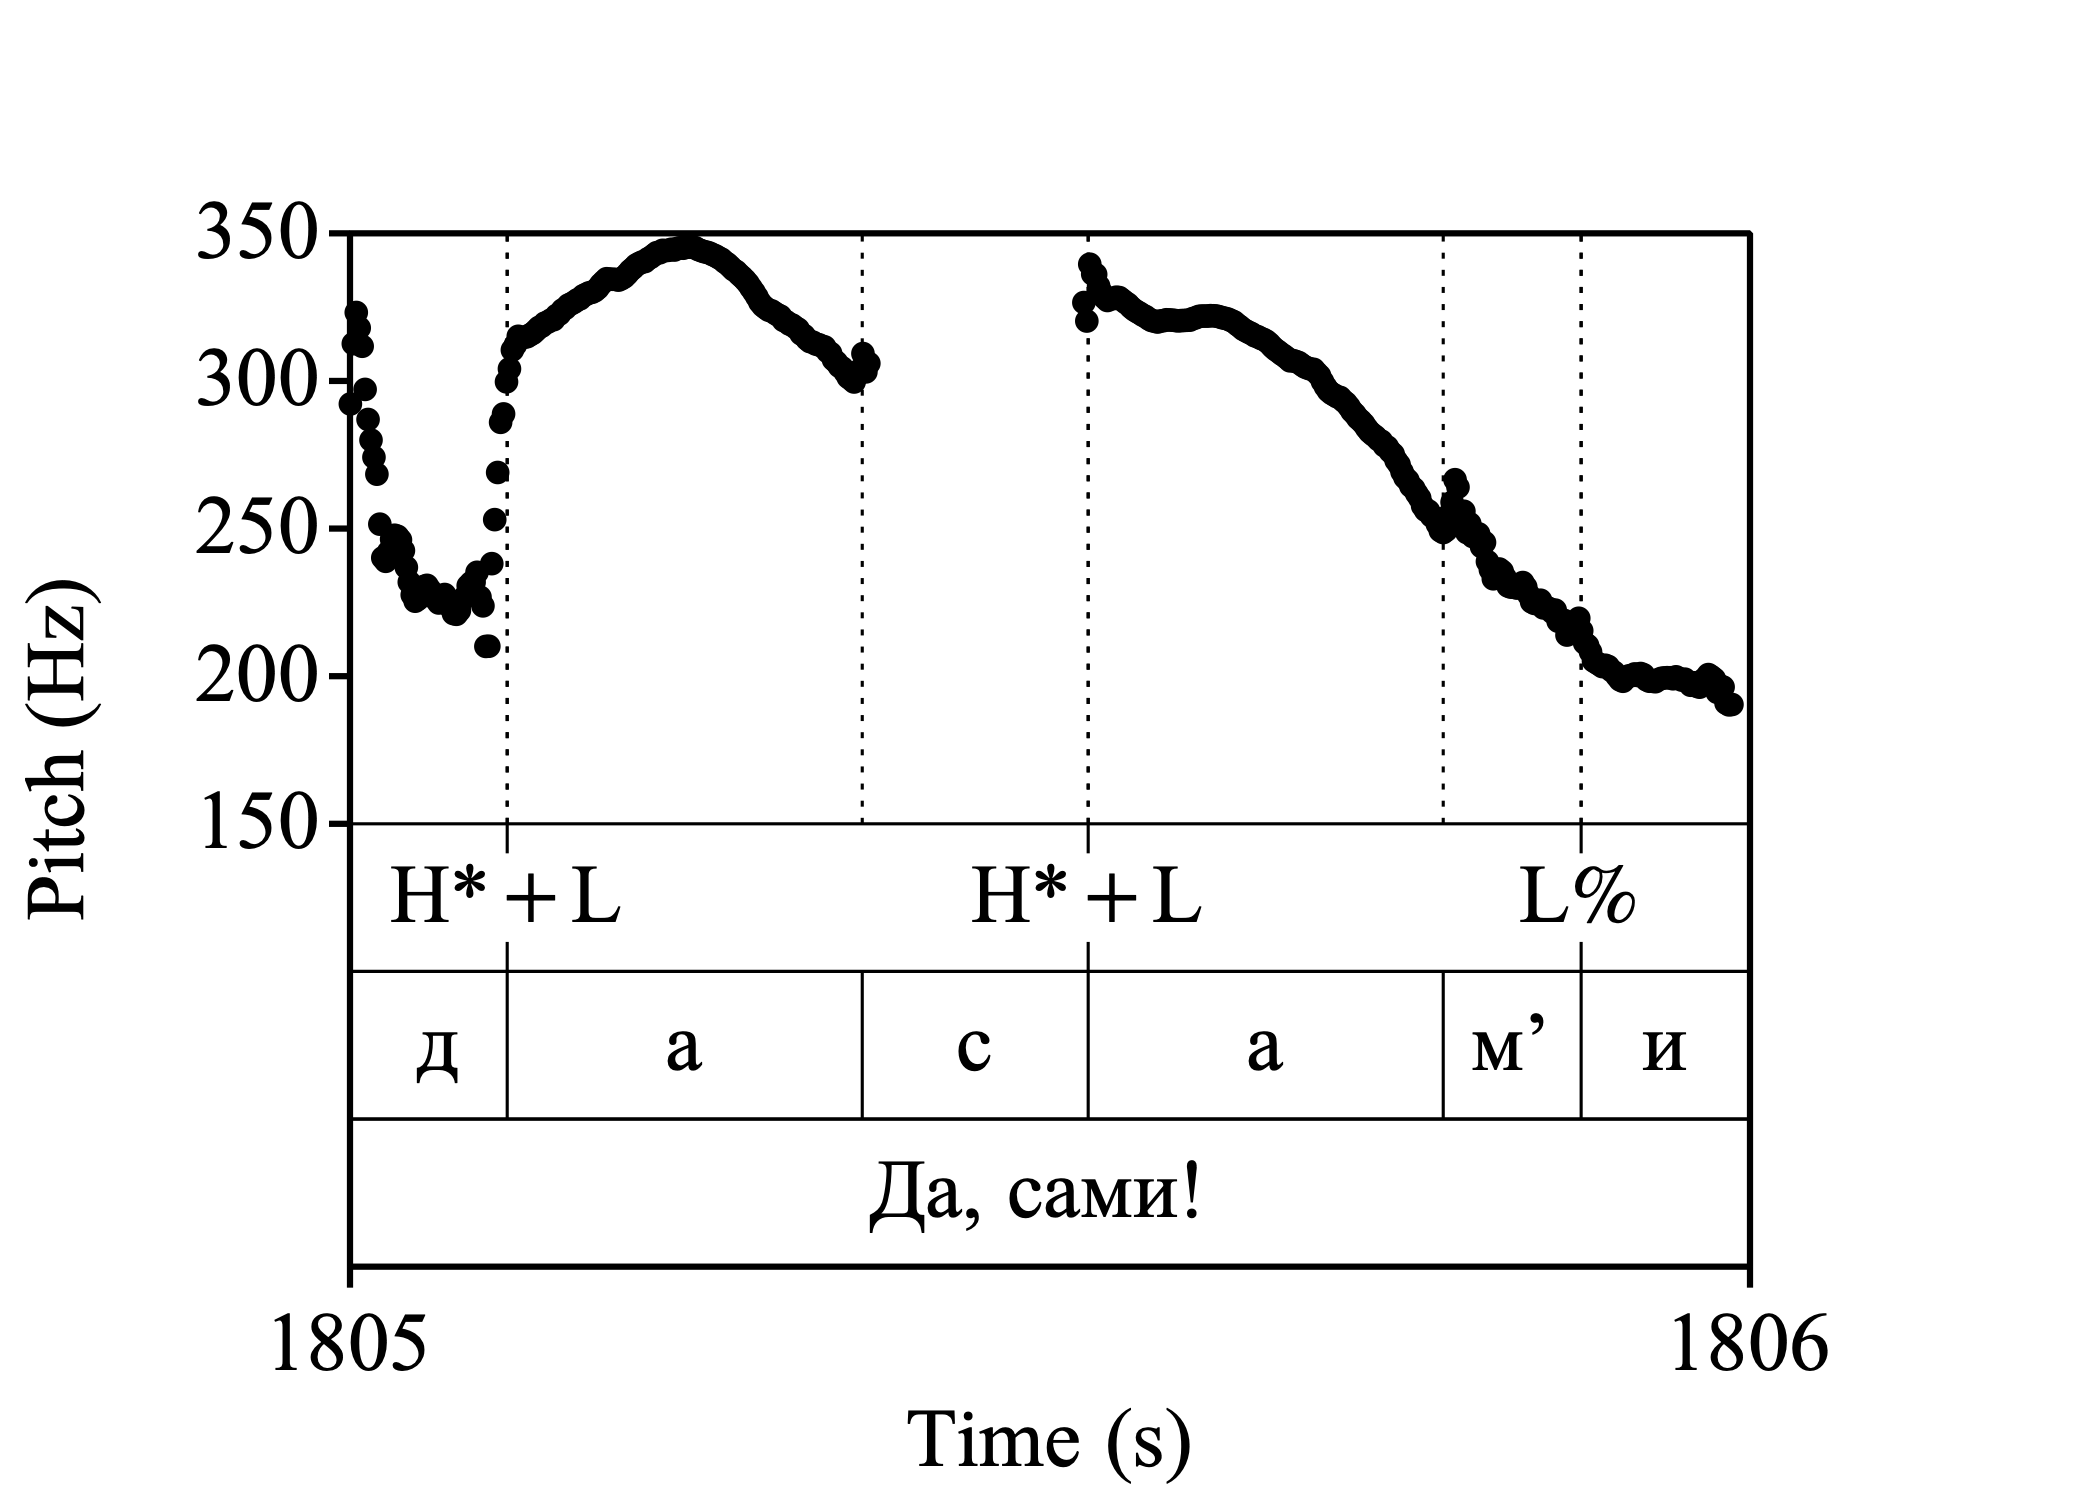 350
300
250
200
150
Pitch (Hz)
H*+L H*+L L%
д а с а м’ и
Да, сами!
1805 1806
Time (s)